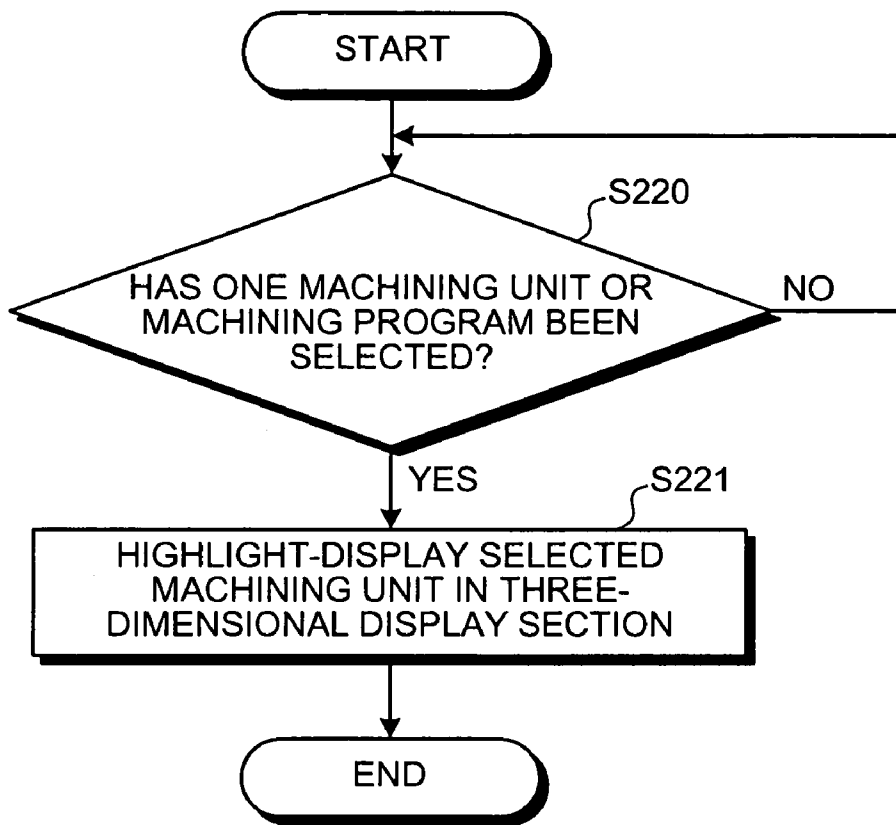 START
S220
HAS ONE MACHINING UNIT OR
MACHINING PROGRAM BEEN
SELECTED?
NO
YES
S221
HIGHLIGHT-DISPLAY SELECTED
MACHINING UNIT IN THREE-
DIMENSIONAL DISPLAY SECTION
END